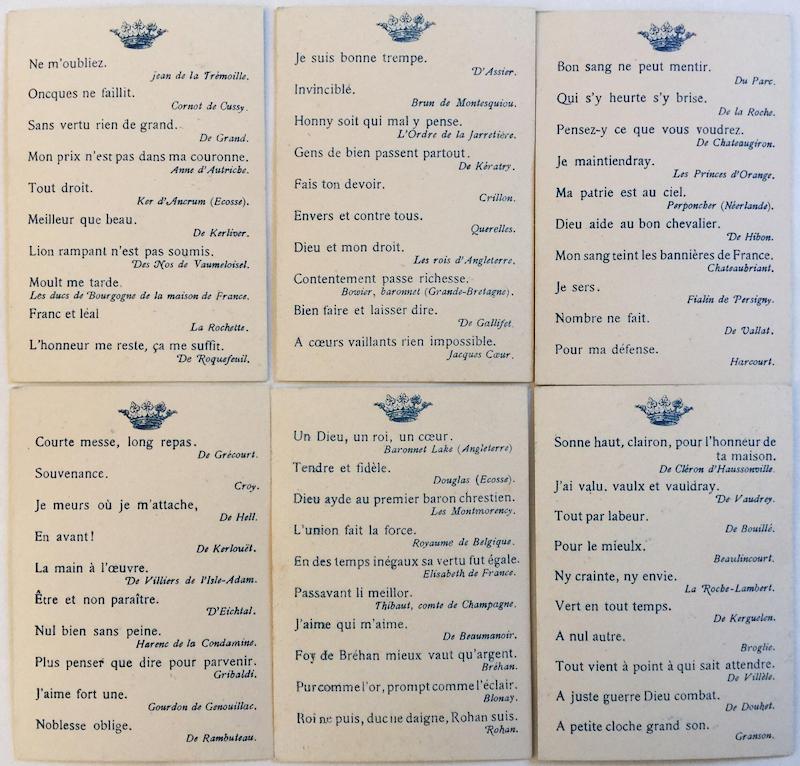 Ne m'oubliez.
Jean de la Trémoille.
Oncques ne faillit.
Cornot de Cussy.
Sans vertu rien de grand.
De Grand.
Mon prix n'est pas dans ma couronne.
Anne d'Autriche.
Tout droit.
Ker d'Ancrum (Ecosse).
Meilleur que beau.
De Kerliver.
Lion rampant n'est pas soumis.
Des Nos de Vaumeloisel.
Moult me tarde.
Les ducs de Bourgogne de la maison de France.
Franc et léal
La Rochette.
L'honneur me reste, ça me suffit.
De Roquefeuil.
Je suis bonne trempe.
D'Assier.
Invinciblé.
Brun de Montesquiou.
Honny soit qui mal y pense.
L'Ordre de la Jarretière.
Gens de bien passent partout.
De Kératry.
Fais ton devoir.
Crillon.
Envers et contre tous.
Querelles.
Dieu et mon droit.
Les rois d'Angleterre.
Contentement passe richesse.
Bowier, baronnet (Grande-Bretagne).
Bien faire et laisser dire.
De Gallifet.
A cœurs vaillants rien impossible.
Jacques Cœur.
Bon sang ne peut mentir.
Du Parc.
Qui s'y heurte s'y brise.
De la Roche.
Pensez-y ce que vous voudrez.
De Chateaugiron.
Je maintiendray.
Les Princes d'Orange.
Ma patrie est au ciel.
Perponcher (Néerlande).
Dieu aide au bon chevalier.
De Hibon.
Mon sang teint les bannières de France.
Chateaubriant.
Je sers.
Fialin de Persigny.
Nombre ne fait.
De Vallat.
Pour ma défense.
Harcourt.
Courte messe, long repas.
De Grécourt.
Souvenance.
Croy.
Je meurs où je m'attache,
De Hell.
En avant!
De Kerlouët.
La main à l'œuvre.
De Villiers de l'Isle-Adam.
Être et non paraître.
D'Eichtal.
Nul bien sans peine.
Harenc de la Condamine.
Plus penser que dire pour parvenir.
Gribaldi.
J'aime fort une.
Gourdon de Genouillac.
Noblesse oblige.
De Rambuteau.
Un Dieu, un roi, un cœur.
Baronnet Lake (Angleterre)
Tendre et fidèle.
Douglas (Ecosse).
Dieu ayde au premier baron chrestien.
Les Montmorency.
L'union fait la force.
Royaume de Belgique.
En des temps inégaux sa vertu fut égale.
Elisabeth de France.
Passavant li meillor.
Thibaut, comte de Champagne.
J'aime qui m'aime.
De Beaumanoir.
Foy de Bréhan mieux vaut qu'argent.
Bréhan.
Pur comme l'or, prompt comme l'éclair.
Blonay.
Roi ne puis, duc ne daigne, Rohan suis.
Rohan.
Sonne haut, clairon, pour l'honneur de
ta maison.
De Cléron d'Haussonville.
J'ai valu, vaulx et vauldray.
De Vaudrey.
Tout par labeur.
De Bouillé.
Pour le mieulx.
Beaulincourt.
Ny crainte, ny envie.
La Roche-Lambert.
Vert en tout temps.
De Kerguelen.
A nul autre.
Broglie.
Tout vient à point à qui sait attendre.
De Villèle.
A juste guerre Dieu combat.
De Douhet.
A petite cloche grand son.
Granson.